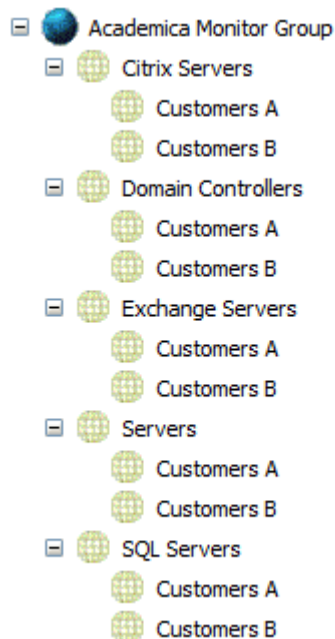 Academica Monitor Group
Citrix Servers
Customers A
Customers B
Domain Controllers
Customers A
Customers B
Exchange Servers
Customers A
Customers B
Servers
Customers A
Customers B
SQL Servers
Customers A
Customers B